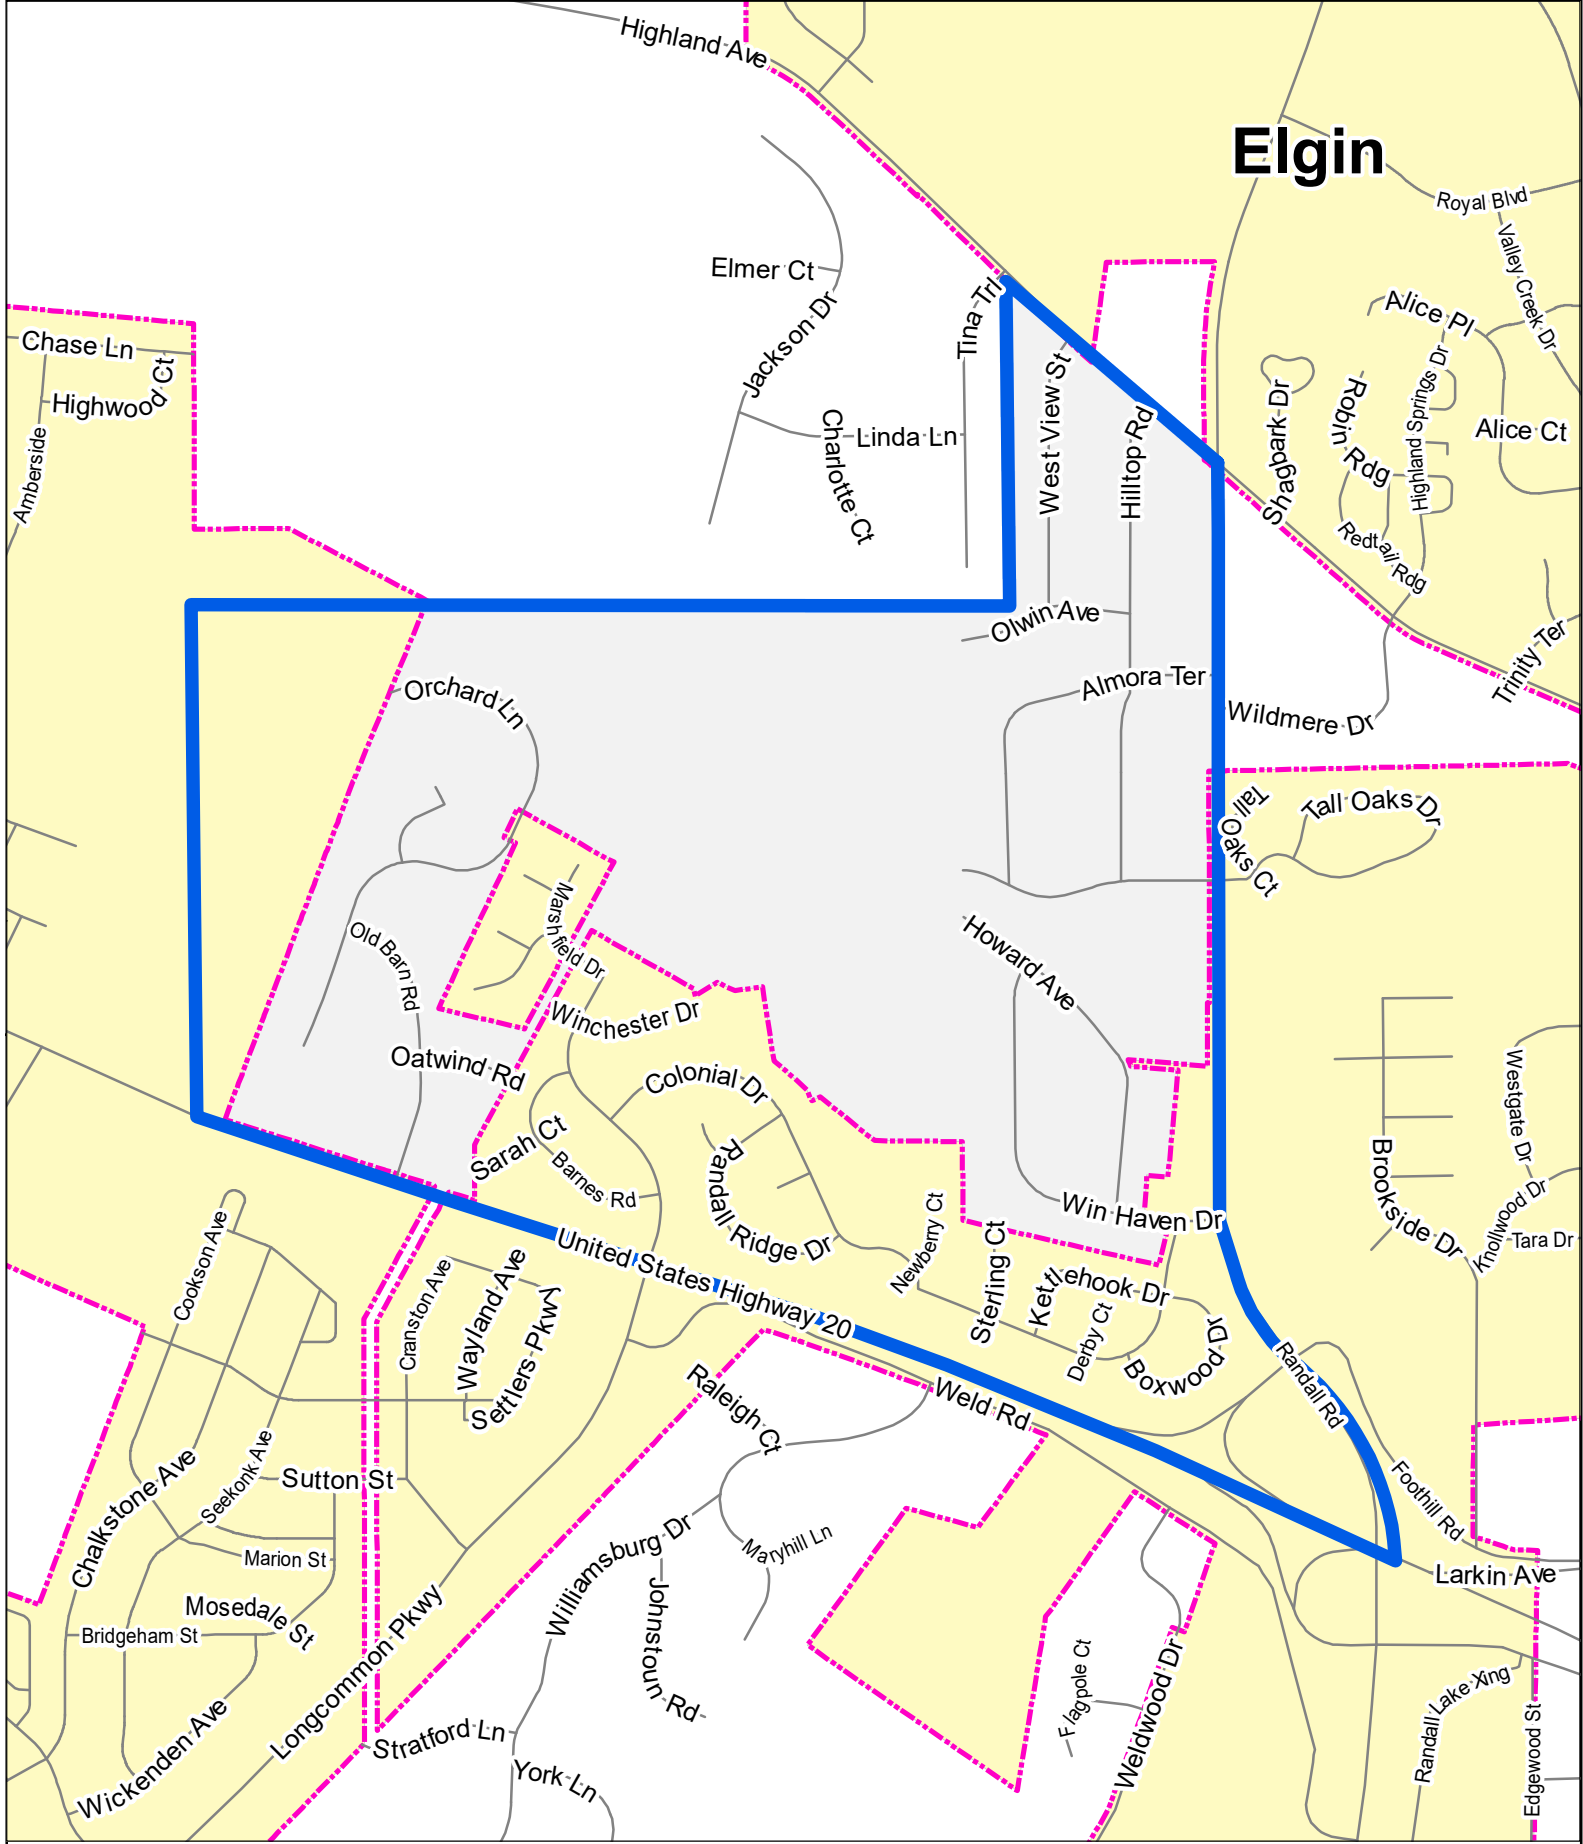 Highland Ave
Elgin
Royal Blvd
Valley Creek Dr
Elmer Ct
Jackson Dr
Tina Trl
Alice Pl
Chase Ln
Highwood Ct
Amberside
West View St
Hilltop Rd
Linda Ln
Charlotte Ct
Shagbark Dr
Robin Rdg
Highland Springs Dr
Alice Ct
Redtail Rdg
Olwin Ave
Trinity Ter
Orchard Ln
Almora Ter
Wildmere Dr
Tall Oaks Ct
Tall Oaks Dr
Marshfield Dr
Old Barn Rd
Howard Ave
Winchester Dr
Oatwind Rd
Colonial Dr
Westgate Dr
Sarah Ct
Barnes Rd
Randall Ridge Dr
Brookside Dr
Knollwood Dr
Tara Dr
Newberry Ct
Win Haven Dr
Cookson Ave
United States Highway 20
Sterling Ct
Kettlehook Dr
Cranston Ave
Wayland Ave
Settlers Pkwy
Derby Ct
Boxwood Dr
Randall Rd
Raleigh Ct
Weld Rd
Chalkstone Ave
Seekonk Ave
Sutton St
Foothill Rd
Marion St
Williamsburg Dr
Maryhill Ln
Larkin Ave
Mosedale St
Bridgeham St
Johnstoun Rd
Longcommon Pkwy
Flagpole Ct
Weldwood Dr
Randall Lake Xing
Edgewood St
Wickenden Ave
Stratford Ln
York Ln